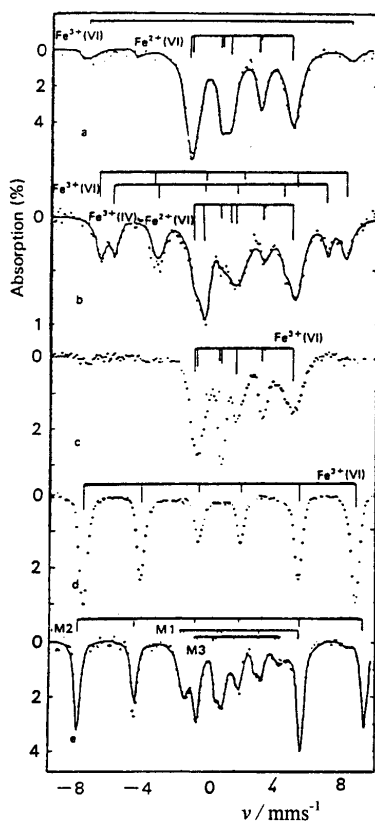 Absorption (%)
0
Fe³⁺(VI)
Fe²⁺(VI)
2
4
a
Fe³⁺(VI)
Fe³⁺(IV)
Fe²⁺(VI)
0
b
1
Fe³⁺(VI)
0
c
2
Fe³⁺(VI)
0
2
d
M2
M1
M3
0
2
4
e
−8 −4 0 4 8
ν / mms⁻¹